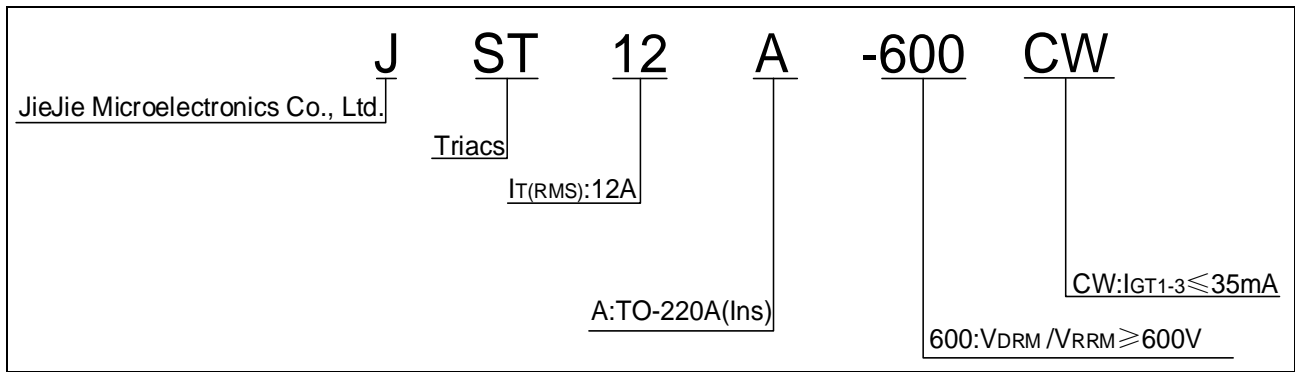 J ST 12 A -600 CW
JieJie Microelectronics Co., Ltd.
Triacs
IT(RMS):12A
CW:IGT1-3≤35mA
A:TO-220A(Ins)
600:VDRM /VRRM≥600V